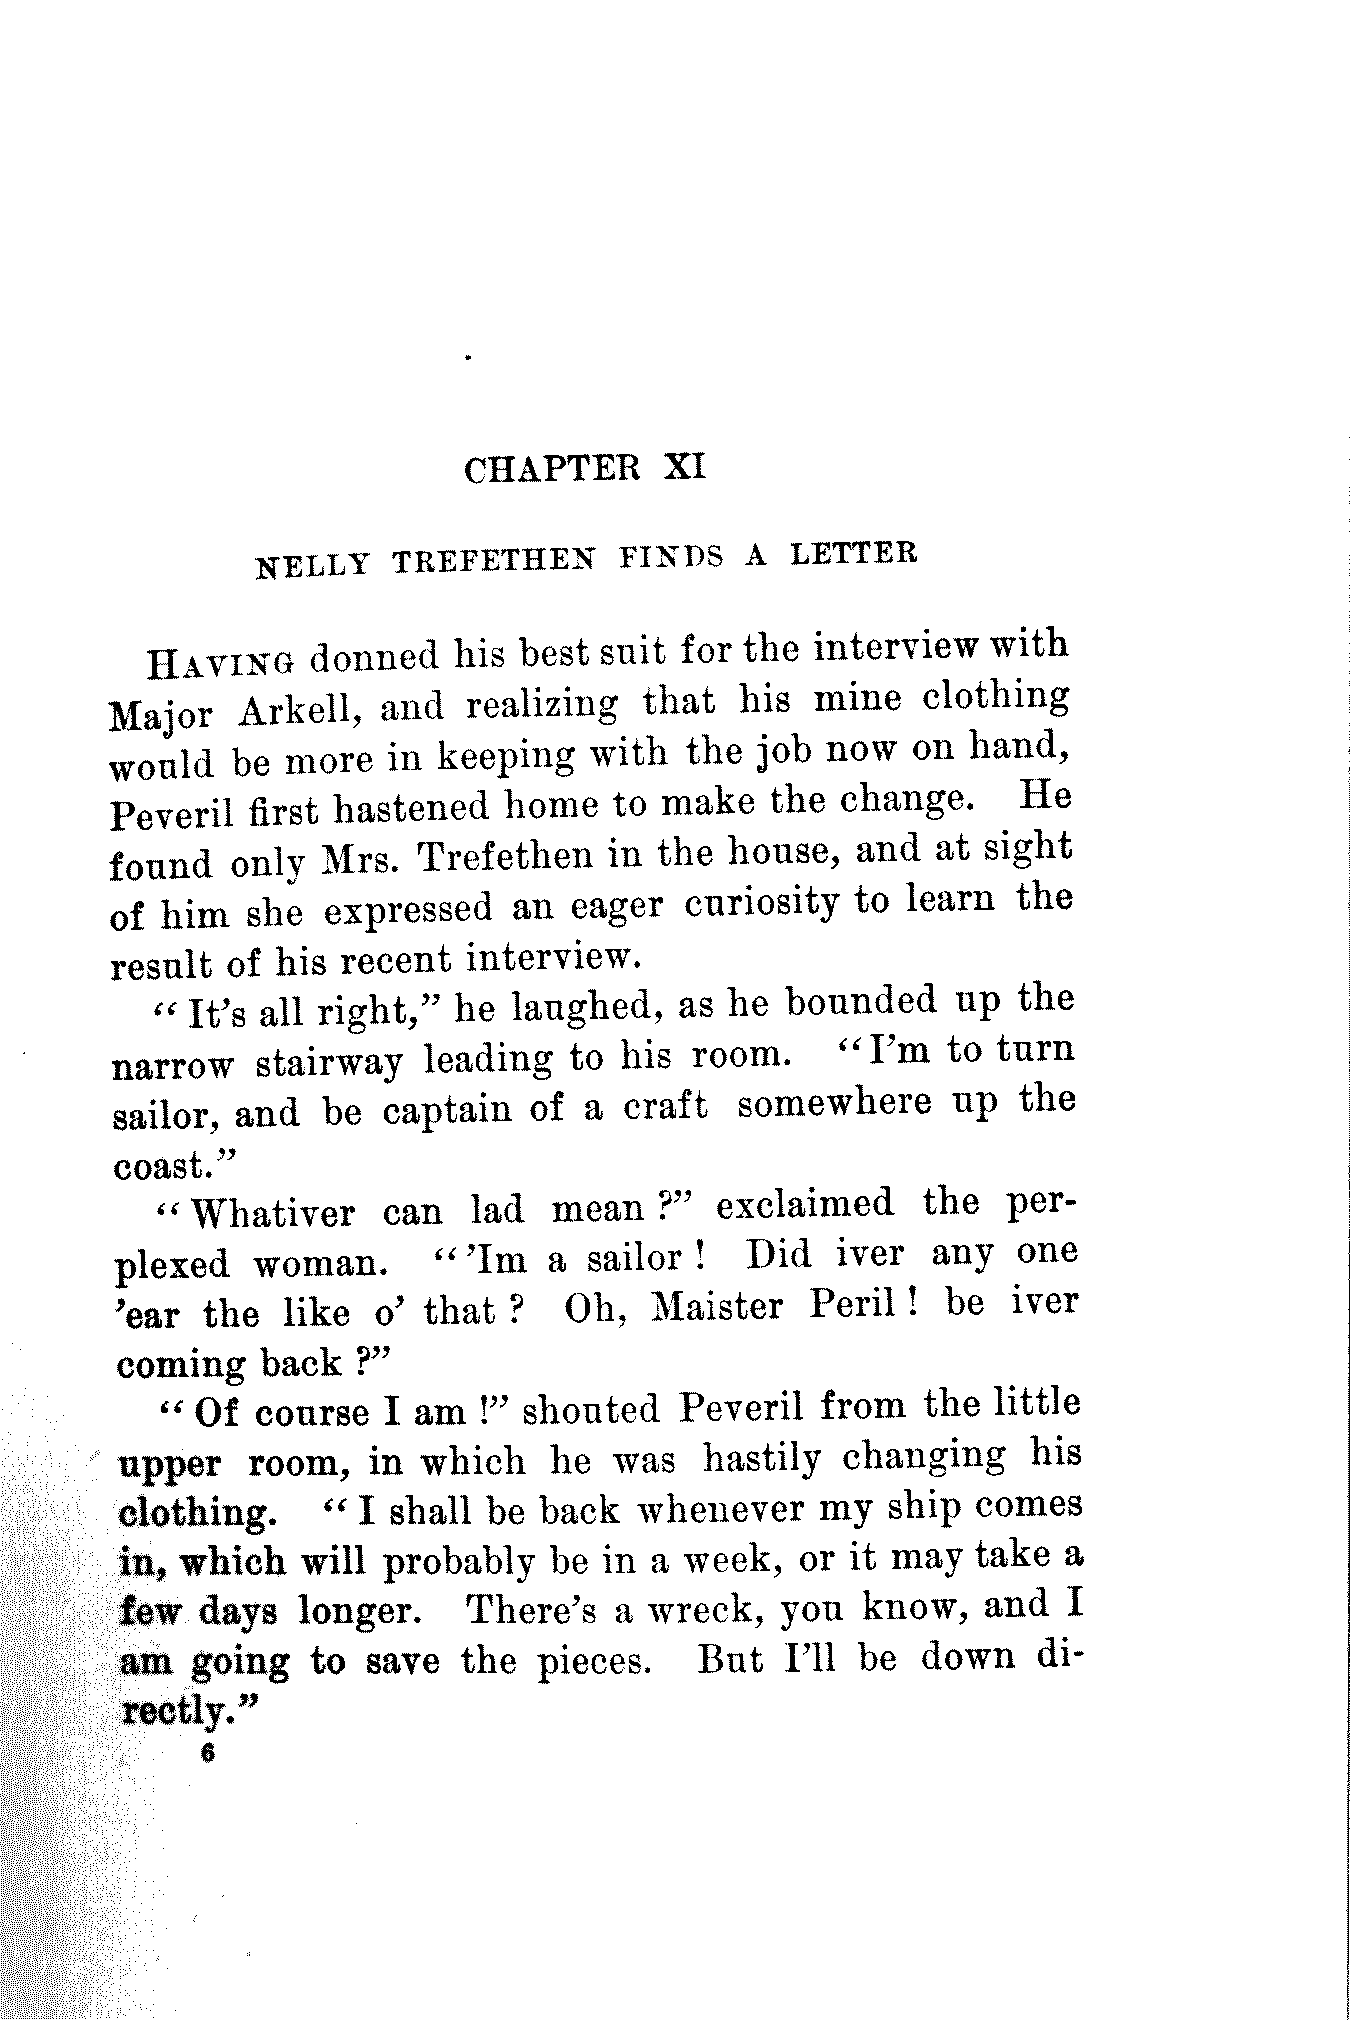 CHAPTER XI
NELLY TREFETHEN FINDS A LETTER
HAVING donned his best suit for the interview with
Major Arkell, and realizing that his mine clothing
would be more in keeping with the job now on hand,
Peveril first hastened home to make the change. He
found only Mrs. Trefethen in the house, and at sight
of him she expressed an eager curiosity to learn the
result of his recent interview.
“It's all right,” he laughed, as he bounded up the
narrow stairway leading to his room. “I'm to turn
sailor, and be captain of a craft somewhere up the
coast.”
“Whativer can lad mean?” exclaimed the per-
plexed woman. “'Im a sailor! Did iver any one
'ear the like o' that? Oh, Maister Peril! be iver
coming back?”
“Of course I am!” shouted Peveril from the little
upper room, in which he was hastily changing his
clothing. “I shall be back whenever my ship comes
in, which will probably be in a week, or it may take a
few days longer. There's a wreck, you know, and I
am going to save the pieces. But I'll be down di-
rectly.”
6